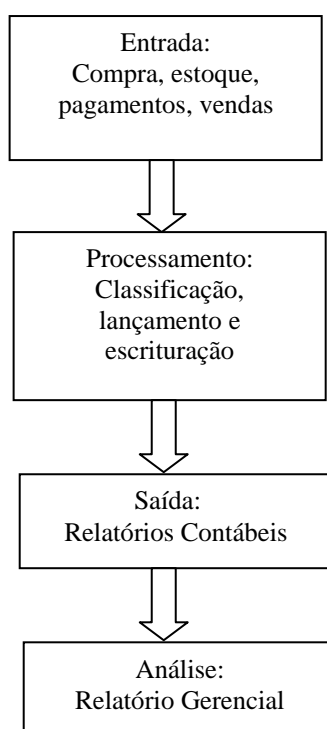 Entrada:
Compra, estoque,
pagamentos, vendas
Processamento:
Classificação,
lançamento e
escrituração
Saída:
Relatórios Contábeis
Análise:
Relatório Gerencial